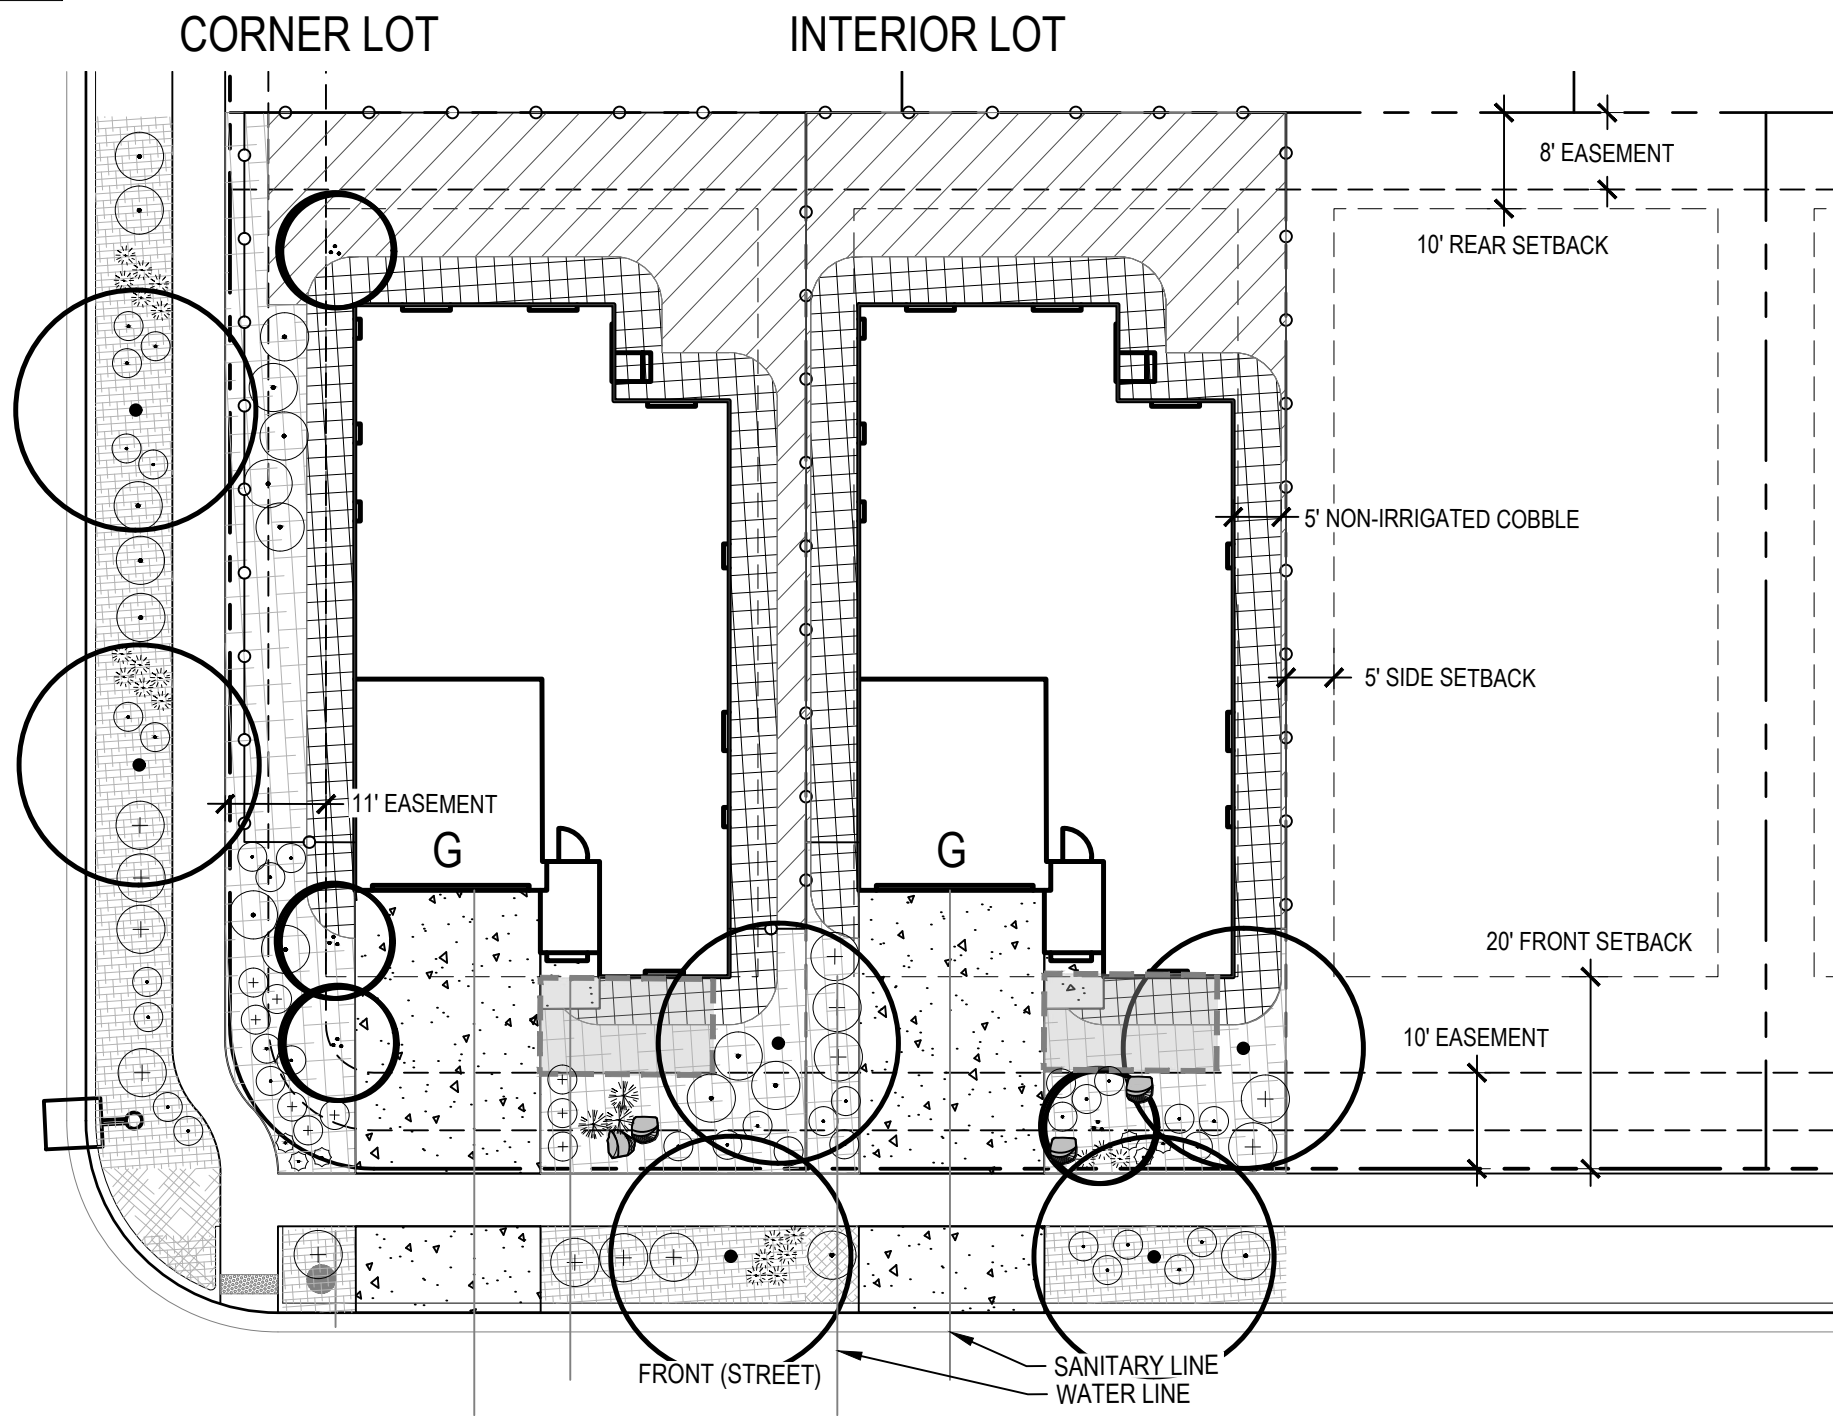 CORNER LOT
INTERIOR LOT
8' EASEMENT
10' REAR SETBACK
5' NON-IRRIGATED COBBLE
5' SIDE SETBACK
11' EASEMENT
G
G
20' FRONT SETBACK
10' EASEMENT
FRONT (STREET)
SANITARY LINE
WATER LINE